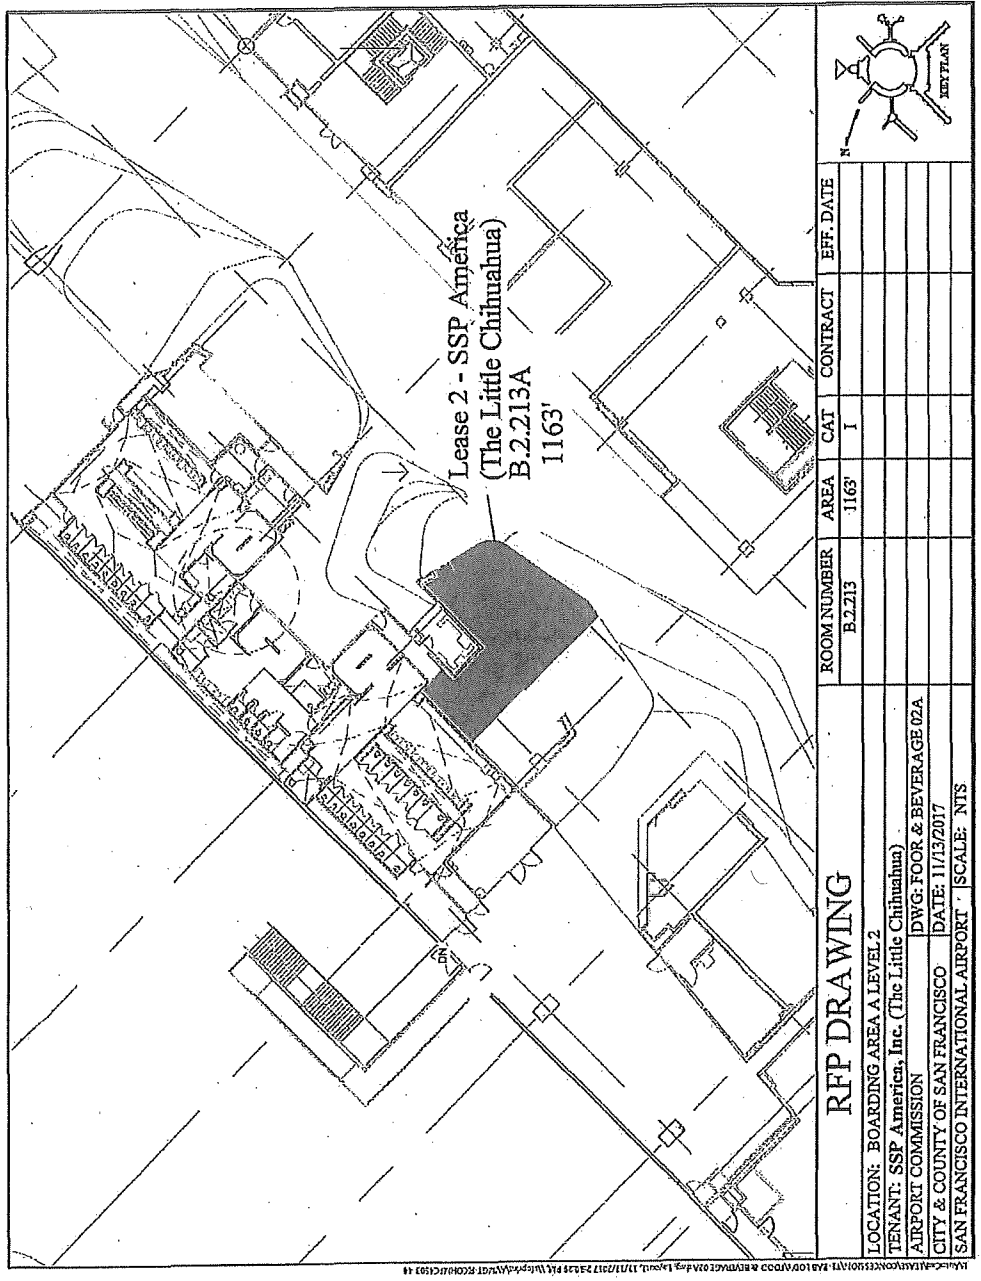 Lease 2 - SSP America
(The Little Chihuahua)
B.2.213A
1163'
DN
RFP DRAWING
LOCATION: BOARDING AREA A LEVEL 2
TENANT: SSP America, Inc. (The Little Chihuahua)
AIRPORT COMMISSION
DWG: FOOR & BEVERAGE 02A
CITY & COUNTY OF SAN FRANCISCO
DATE: 11/13/2017
SAN FRANCISCO INTERNATIONAL AIRPORT
SCALE: NTS
ROOM NUMBER AREA CAT CONTRACT EFF. DATE
B.2.213 1163' I
N
KEY PLAN